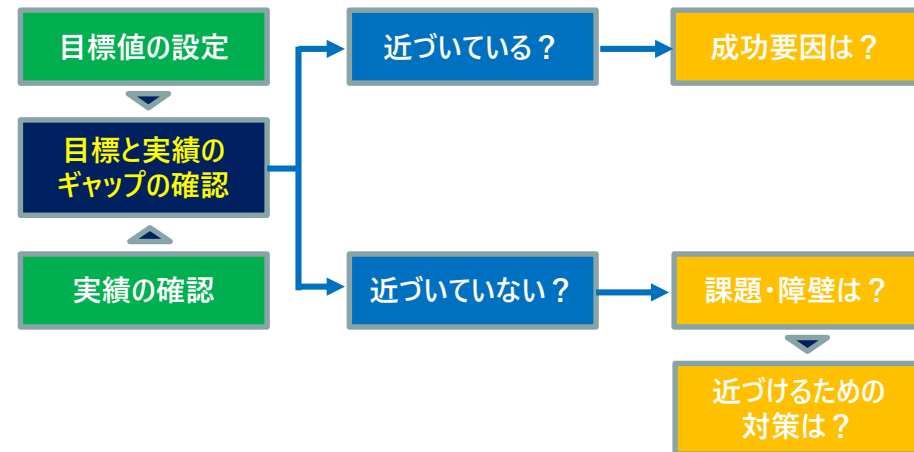 目標値の設定
近づいている？
成功要因は？
目標と実績の
ギャップの確認
実績の確認
近づいていない？
課題・障壁は？
近づけるための
対策は？